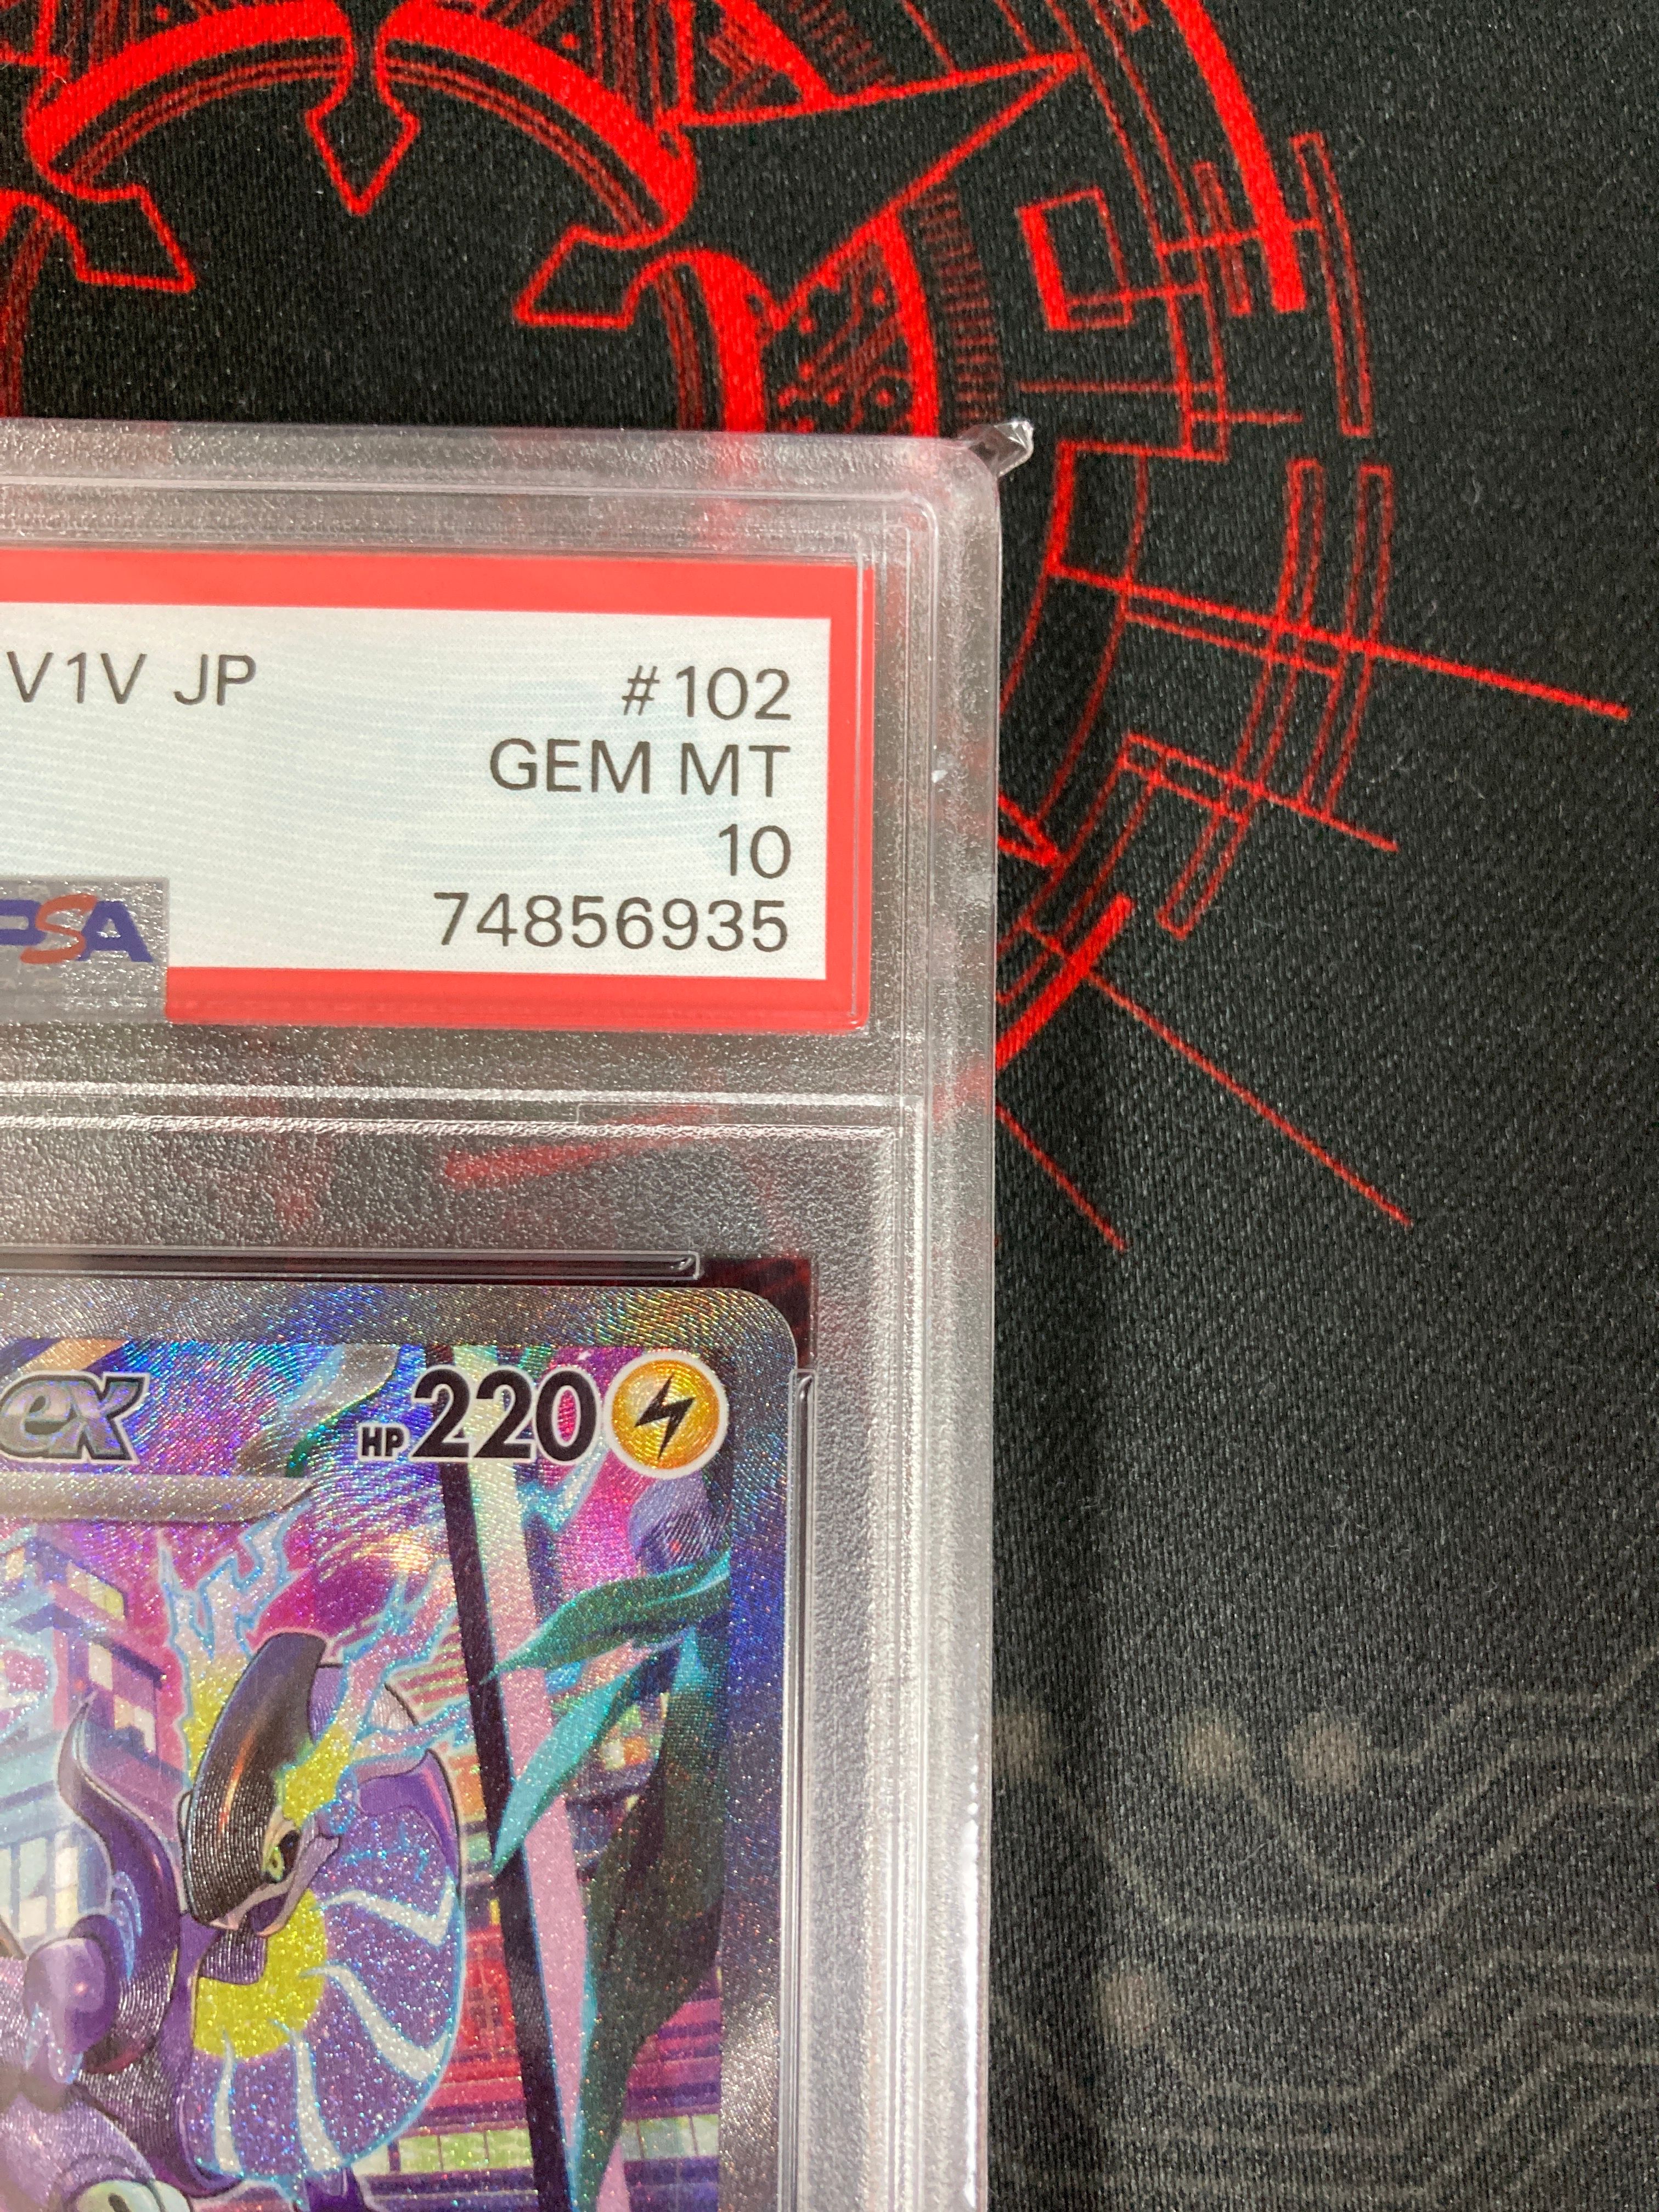 V1V JP #102
GEM MT
10
PSA 74856935
ex HP 220